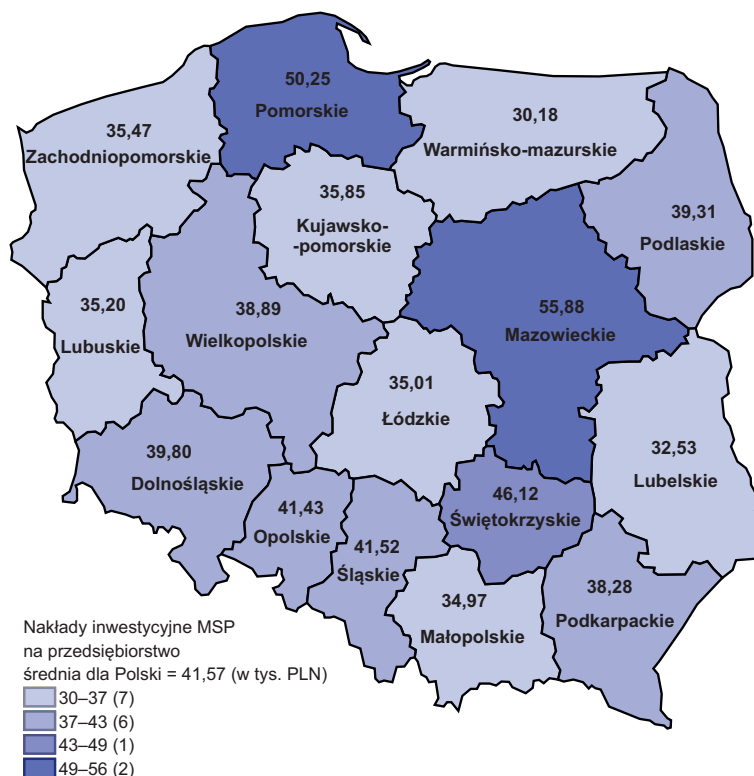 50,25
Pomorskie
35,47
Zachodniopomorskie
30,18
Warmińsko-mazurskie
35,85
Kujawsko-
-pomorskie
39,31
Podlaskie
35,20
Lubuskie
38,89
Wielkopolskie
55,88
Mazowieckie
35,01
Łódzkie
39,80
Dolnośląskie
32,53
Lubelskie
41,43
Opolskie
41,52
Śląskie
46,12
Świętokrzyskie
34,97
Małopolskie
38,28
Podkarpackie
Nakłady inwestycyjne MSP
na przedsiębiorstwo
średnia dla Polski = 41,57 (w tys. PLN)
30–37 (7)
37–43 (6)
43–49 (1)
49–56 (2)